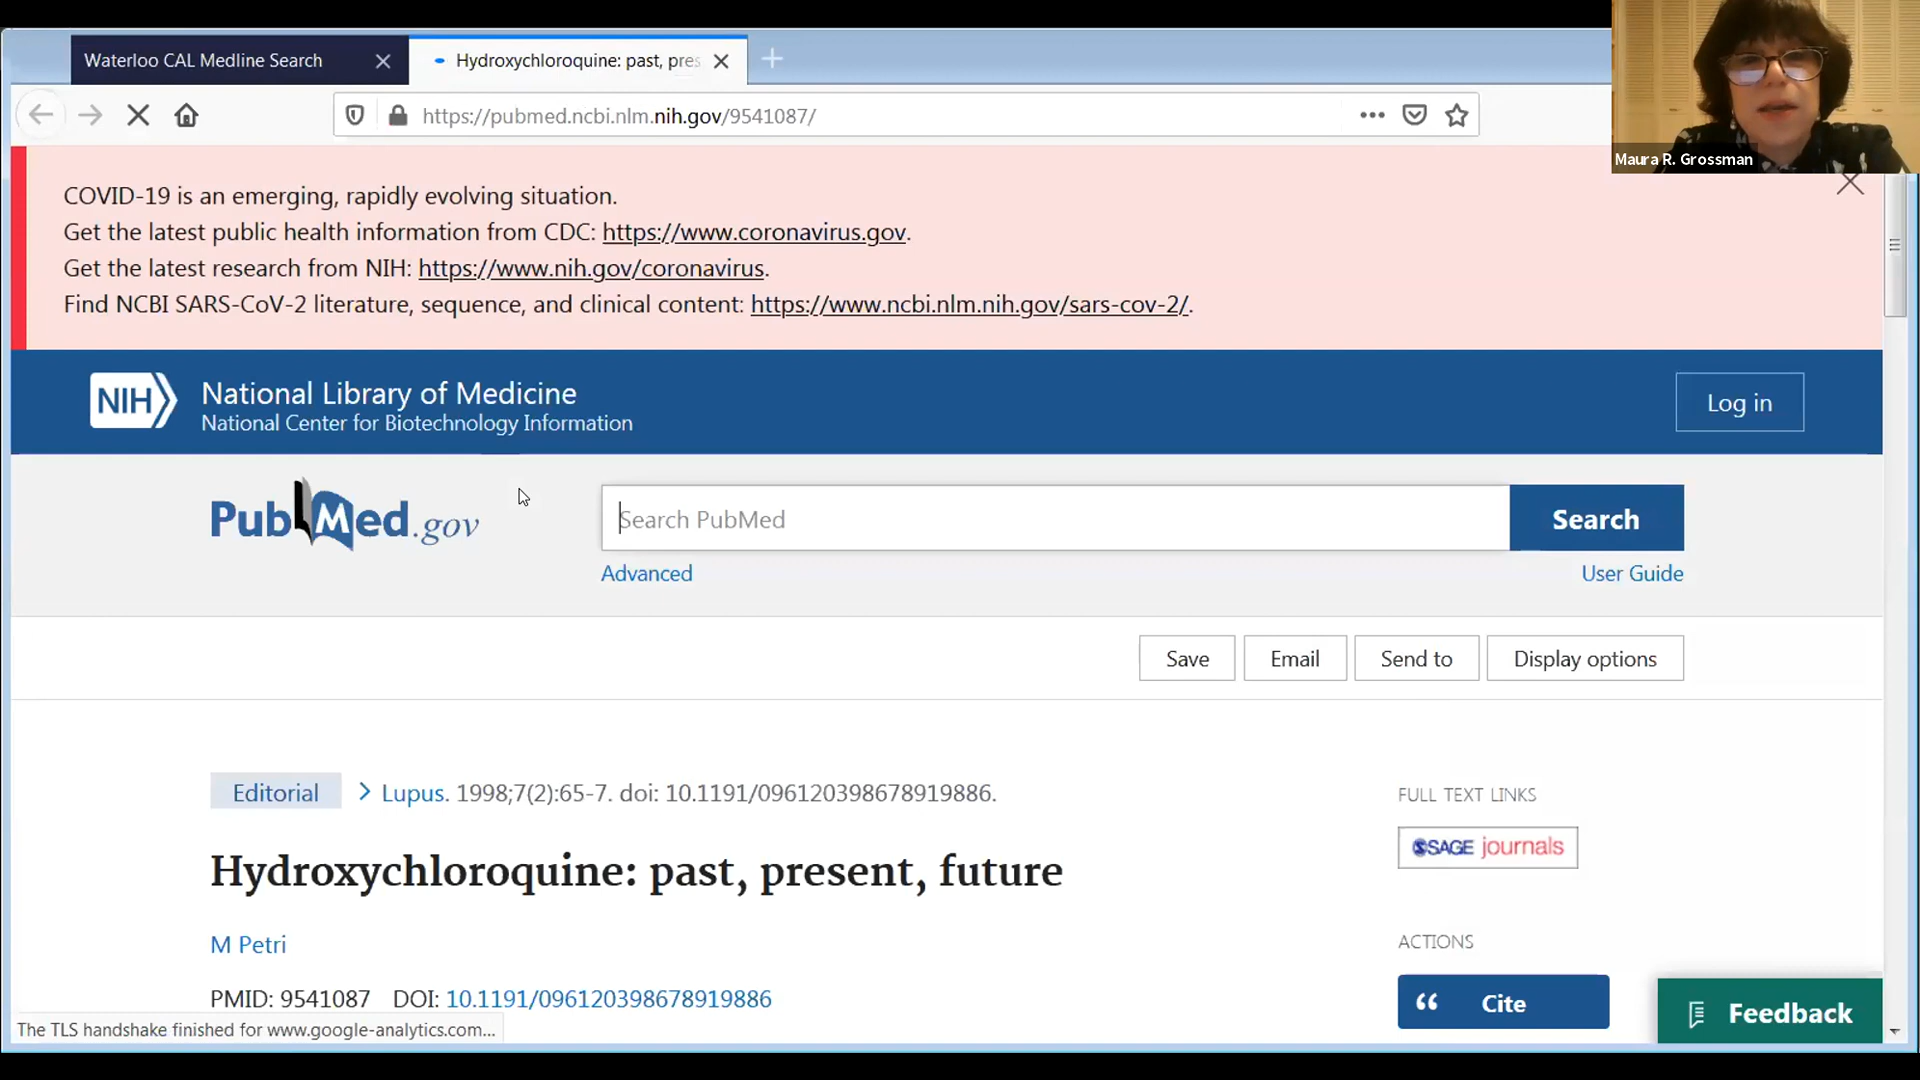 Waterloo CAL Medline Search
Hydroxychloroquine: past, pres
https://pubmed.ncbi.nlm.nih.gov/9541087/
Maura R. Grossman
COVID-19 is an emerging, rapidly evolving situation.
Get the latest public health information from CDC: https://www.coronavirus.gov.
Get the latest research from NIH: https://www.nih.gov/coronavirus.
Find NCBI SARS-CoV-2 literature, sequence, and clinical content: https://www.ncbi.nlm.nih.gov/sars-cov-2/.
NIH
National Library of Medicine
National Center for Biotechnology Information
Log in
PubMed.gov
Search PubMed
Search
Advanced
User Guide
Save
Email
Send to
Display options
Editorial
Lupus. 1998;7(2):65-7. doi: 10.1191/096120398678919886.
Hydroxychloroquine: past, present, future
M Petri
PMID: 9541087 DOI: 10.1191/096120398678919886
FULL TEXT LINKS
SAGE journals
ACTIONS
Cite
Feedback
The TLS handshake finished for www.google-analytics.com...